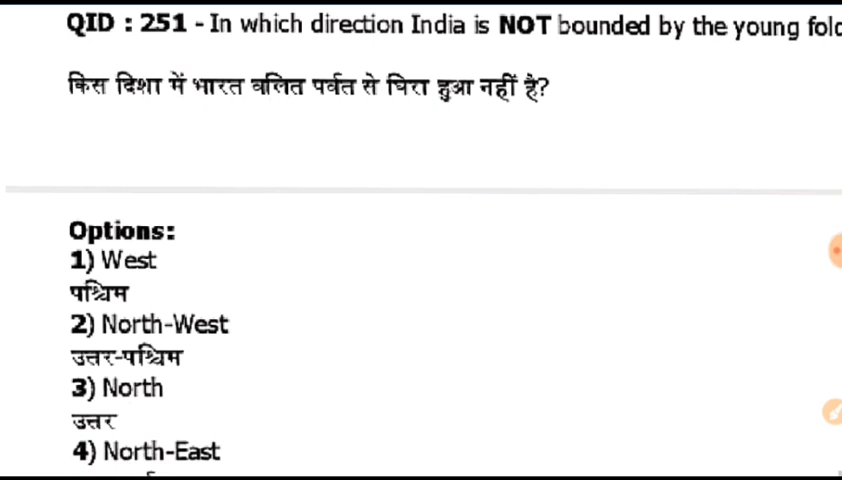 QID : 251 - In which direction India is NOT bounded by the young
किस दिशा में भारत वलित पर्वत से घिरा हुआ नहीं है?
Options:
1) West
पश्चिम
2) North-West
उत्तर-पश्चिम
3) North
उत्तर
4) North-East